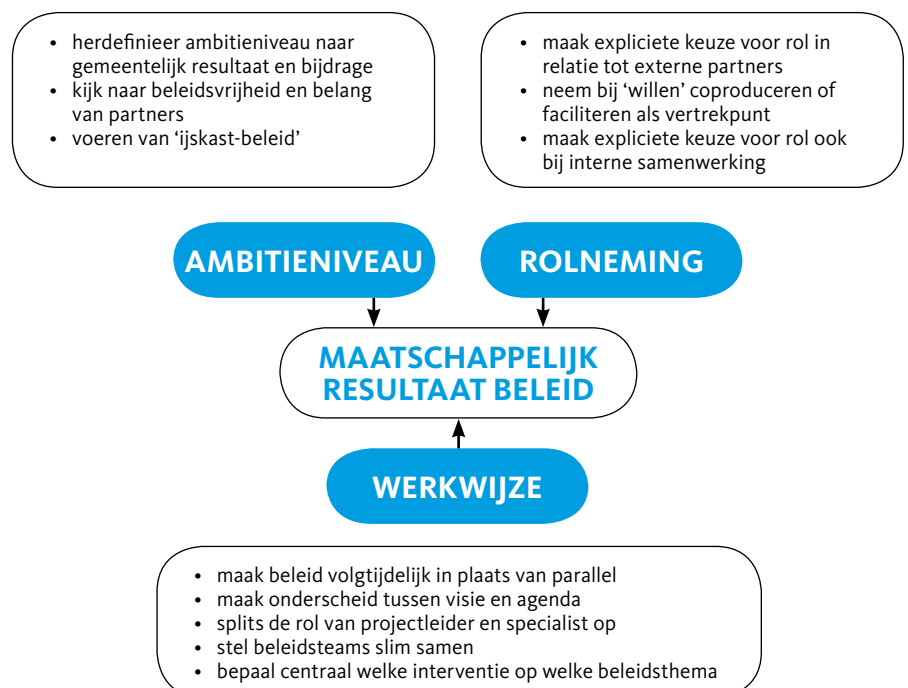 • herdefinieer ambitieniveau naar
gemeentelijk resultaat en bijdrage
• kijk naar beleidsvrijheid en belang
van partners
• voeren van ‘ijskast-beleid’
• maak expliciete keuze voor rol in
relatie tot externe partners
• neem bij ‘willen’ coproduceren of
faciliteren als vertrekpunt
• maak expliciete keuze voor rol ook
bij interne samenwerking
AMBITIENIVEAU
ROLNEMING
MAATSCHAPPELIJK
RESULTAAT BELEID
WERKWIJZE
• maak beleid volgtijdelijk in plaats van parallel
• maak onderscheid tussen visie en agenda
• splits de rol van projectleider en specialist op
• stel beleidsteams slim samen
• bepaal centraal welke interventie op welke beleidsthema